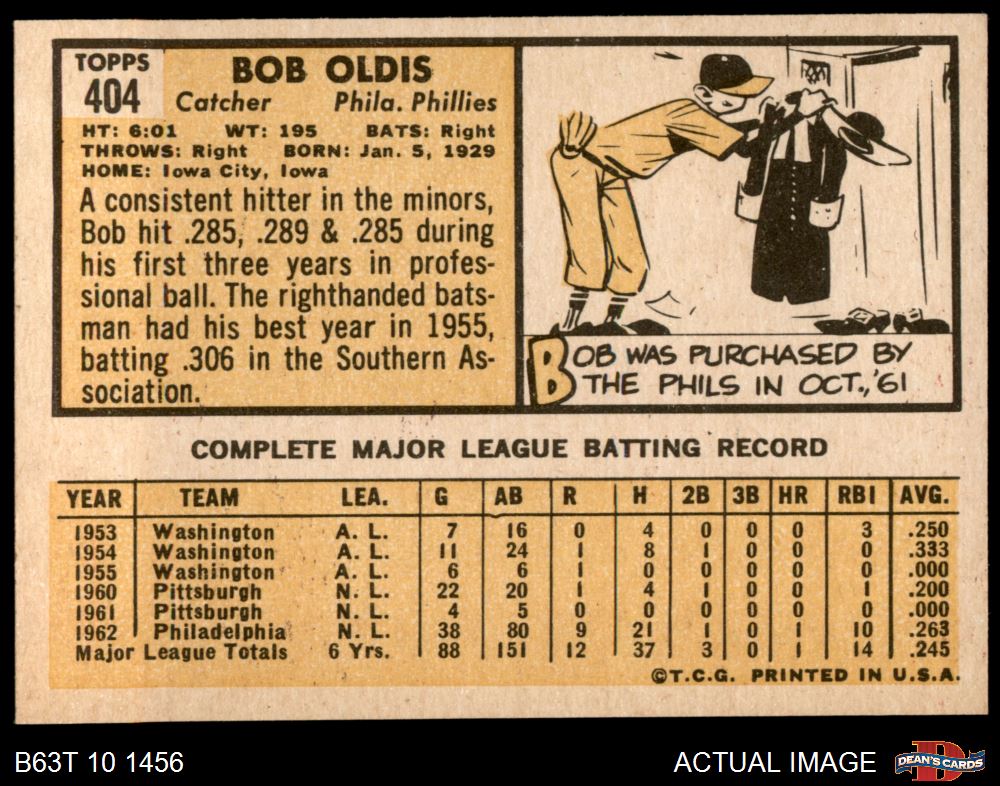 TOPPS
404
BOB OLDIS
Catcher Phila. Phillies
HT: 6:01 WT: 195 BATS: Right
THROWS: Right BORN: Jan. 5, 1929
HOME: Iowa City, Iowa
A consistent hitter in the minors,
Bob hit .285, .289 & .285 during
his first three years in profes-
sional ball. The righthanded bats-
man had his best year in 1955,
batting .306 in the Southern As-
sociation.
BOB WAS PURCHASED BY
THE PHILS IN OCT., '61
COMPLETE MAJOR LEAGUE BATTING RECORD
YEAR TEAM LEA. G AB R H 2B 3B HR RBI AVG.
1953 Washington A. L. 7 16 0 4 0 0 0 3 .250
1954 Washington A. L. 11 24 1 8 1 0 0 0 .333
1955 Washington A. L. 6 6 1 0 0 0 0 0 .000
1960 Pittsburgh N. L. 22 20 1 4 1 0 0 1 .200
1961 Pittsburgh N. L. 4 5 0 0 0 0 0 0 .000
1962 Philadelphia N. L. 38 80 9 21 1 0 1 10 .263
Major League Totals 6 Yrs. 88 151 12 37 3 0 1 14 .245
©T.C.G. PRINTED IN U.S.A.
B63T 10 1456 ACTUAL IMAGE DEAN'S CARDS